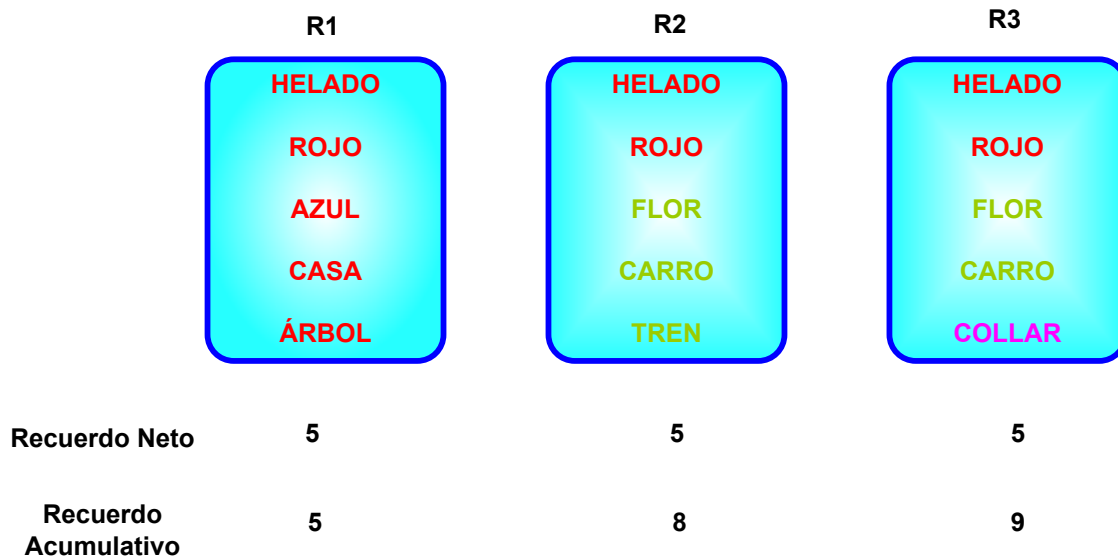 R1 R2 R3
HELADO HELADO HELADO
ROJO ROJO ROJO
AZUL FLOR FLOR
CASA CARRO CARRO
ÁRBOL TREN COLLAR
Recuerdo Neto 5 5 5
Recuerdo
Acumulativo 5 8 9